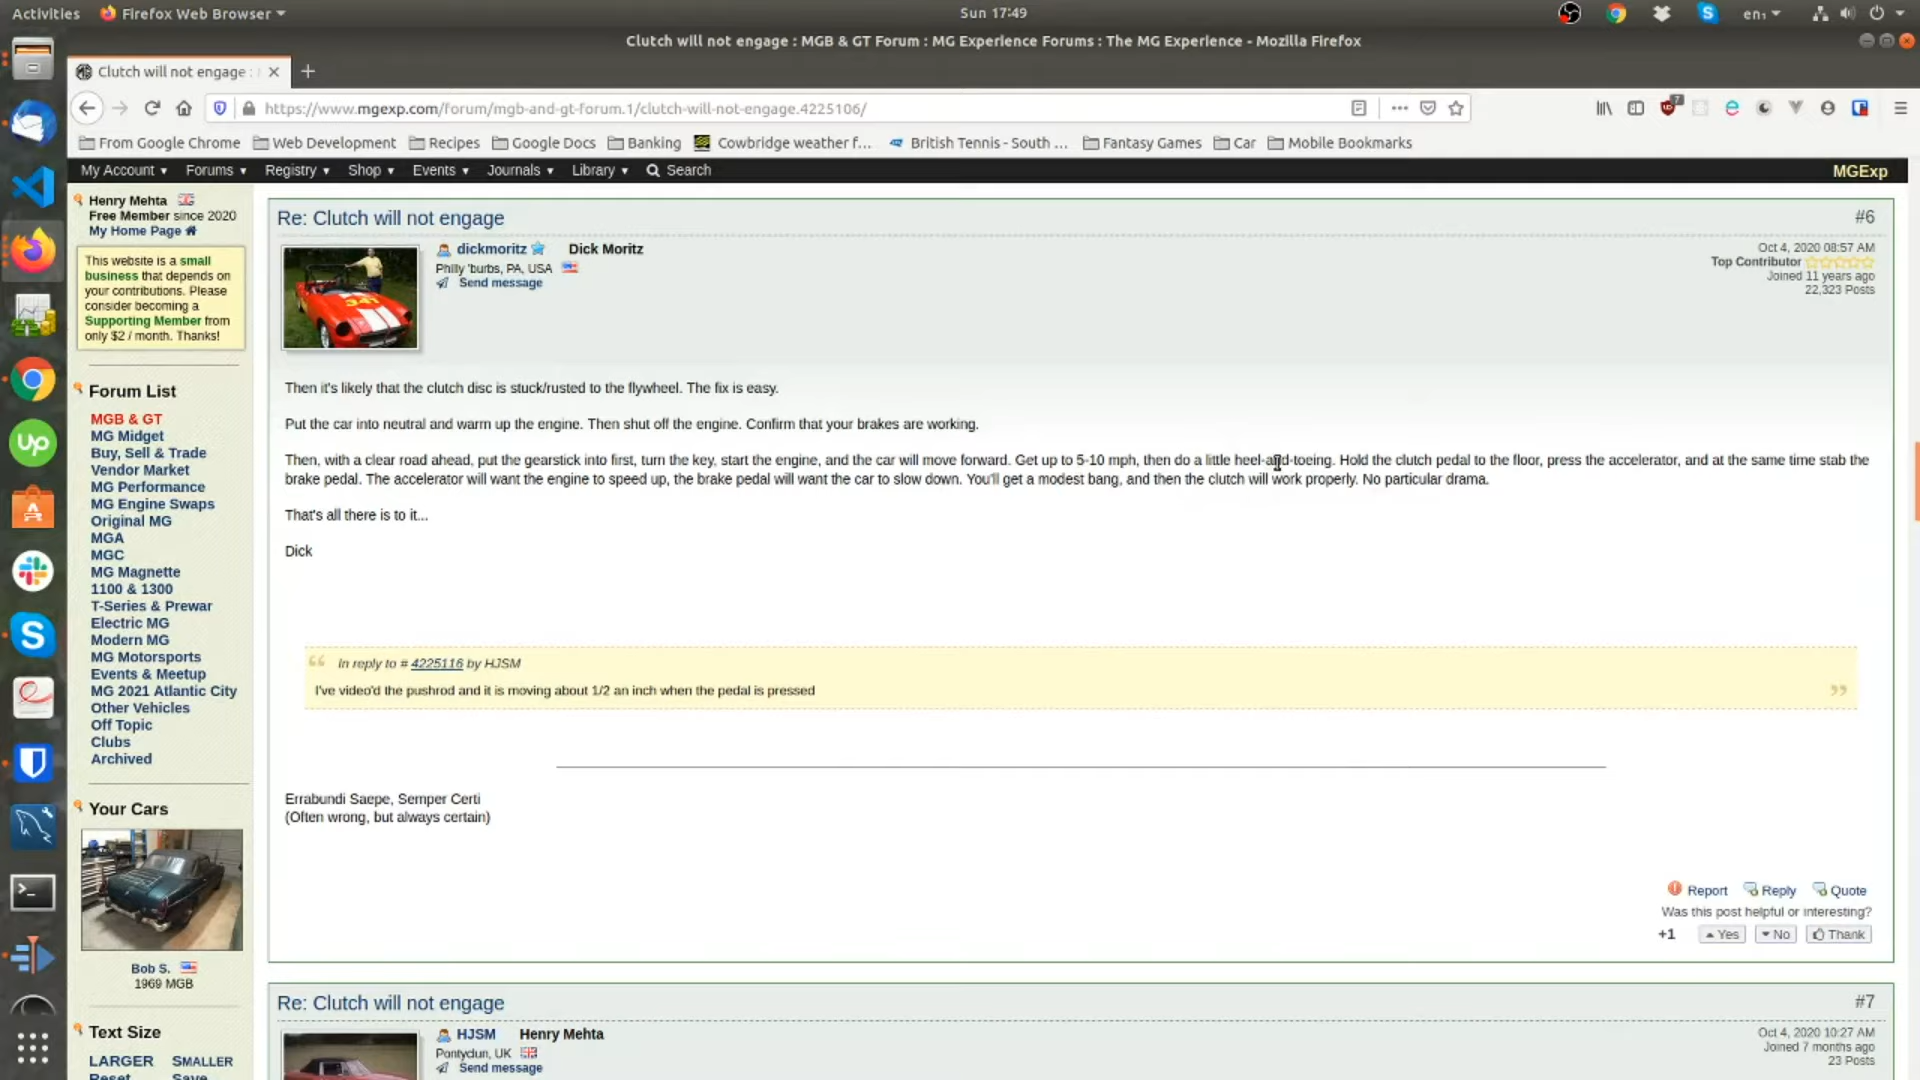 Activities Firefox Web Browser Sun 17:49 en₁
Clutch will not engage : MGB & GT Forum : MG Experience Forums : The MG Experience - Mozilla Firefox
Clutch will not engage :
https://www.mgexp.com/forum/mgb-and-gt-forum.1/clutch-will-not-engage.4225106/ 7
From Google Chrome Web Development Recipes Google Docs Banking Cowbridge weather f... British Tennis - South ... Fantasy Games Car Mobile Bookmarks
My Account Forums Registry Shop Events Journals Library Search MGExp
Henry Mehta
Free Member since 2020
My Home Page
This website is a small
business that depends on
your contributions. Please
consider becoming a
Supporting Member from
only $2 / month. Thanks!
Forum List
MGB & GT
MG Midget
Buy, Sell & Trade
Vendor Market
MG Performance
MG Engine Swaps
Original MG
MGA
MGC
MG Magnette
1100 & 1300
T-Series & Prewar
Electric MG
Modern MG
MG Motorsports
Events & Meetup
MG 2021 Atlantic City
Other Vehicles
Off Topic
Clubs
Archived
Your Cars
Bob S.
1969 MGB
Text Size
LARGER SMALLER
Reset Save
Up
Re: Clutch will not engage #6
dickmoritz Dick Moritz
Philly 'burbs, PA, USA
Send message
Oct 4, 2020 08:57 AM
Top Contributor
Joined 11 years ago
22,323 Posts
341
Then it's likely that the clutch disc is stuck/rusted to the flywheel. The fix is easy.
Put the car into neutral and warm up the engine. Then shut off the engine. Confirm that your brakes are working.
Then, with a clear road ahead, put the gearstick into first, turn the key, start the engine, and the car will move forward. Get up to 5-10 mph, then do a little heel-and-toeing. Hold the clutch pedal to the floor, press the accelerator, and at the same time stab the
brake pedal. The accelerator will want the engine to speed up, the brake pedal will want the car to slow down. You'll get a modest bang, and then the clutch will work properly. No particular drama.
That's all there is to it...
Dick
In reply to # 4225116 by HJSM
I've video'd the pushrod and it is moving about 1/2 an inch when the pedal is pressed
Errabundi Saepe, Semper Certi
(Often wrong, but always certain)
Report Reply Quote
Was this post helpful or interesting?
+1 Yes No Thank
Re: Clutch will not engage #7
HJSM Henry Mehta
Pontyclun, UK
Send message
Oct 4, 2020 10:27 AM
Joined 7 months ago
23 Posts